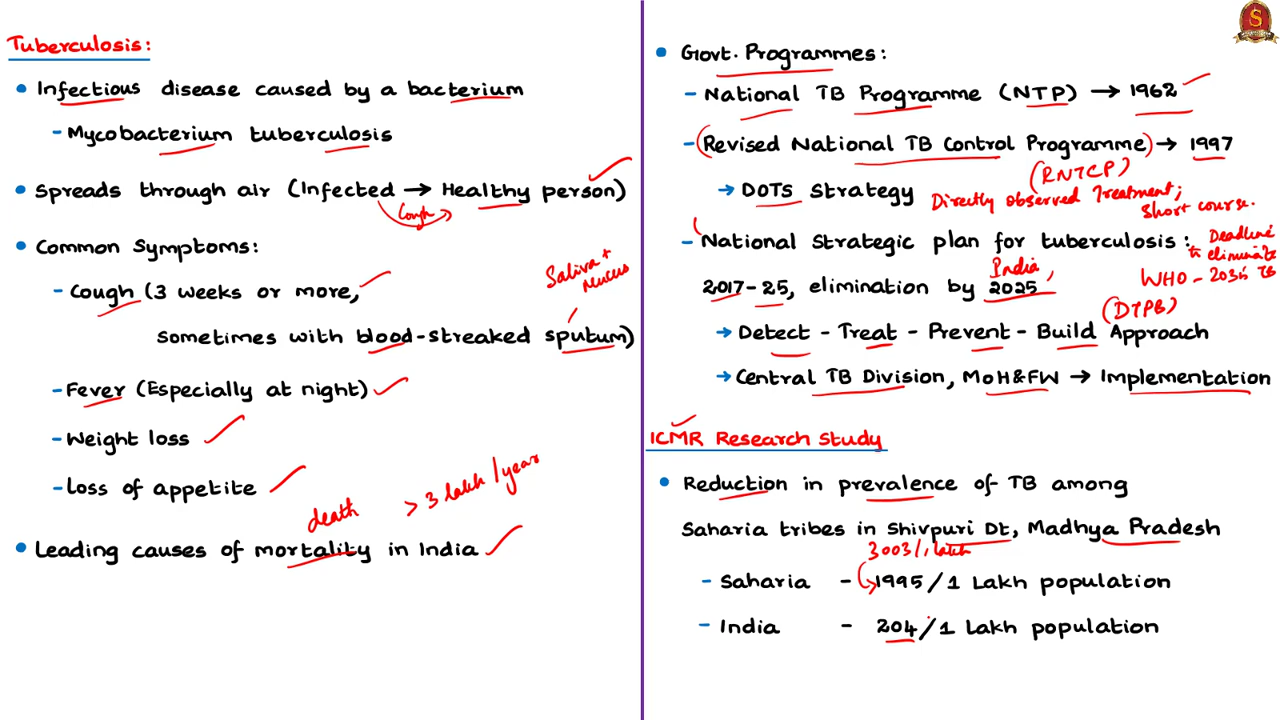 Tuberculosis:
• Infectious disease caused by a bacterium
- Mycobacterium tuberculosis
• Spreads through air (Infected → Healthy person)
Cough
• Common Symptoms:
Saliva +
mucus
- Cough (3 weeks or more,
sometimes with blood-streaked sputum)
- Fever (Especially at night)
- Weight loss
- Loss of appetite
death > 3 lakh / year
• Leading causes of mortality in India
• Govt. Programmes:
- National TB Programme (NTP) → 1962
- (Revised National TB Control Programme) → 1997
(RNTCP)
→ DOTS Strategy
Directly observed Treatment;
Short course.
- National Strategic plan for tuberculosis:
Deadline
to eliminate
WHO - 2035 TB
India,
2017-25, elimination by 2025
(DTPB)
→ Detect - Treat - Prevent - Build Approach
→ Central TB Division, MoH&FW → Implementation
ICMR Research Study
• Reduction in prevalence of TB among
Saharia tribes in Shivpuri Dt, Madhya Pradesh
3003/1 lakh
- Saharia - 1995/1 Lakh population
- India - 204/1 Lakh population
S